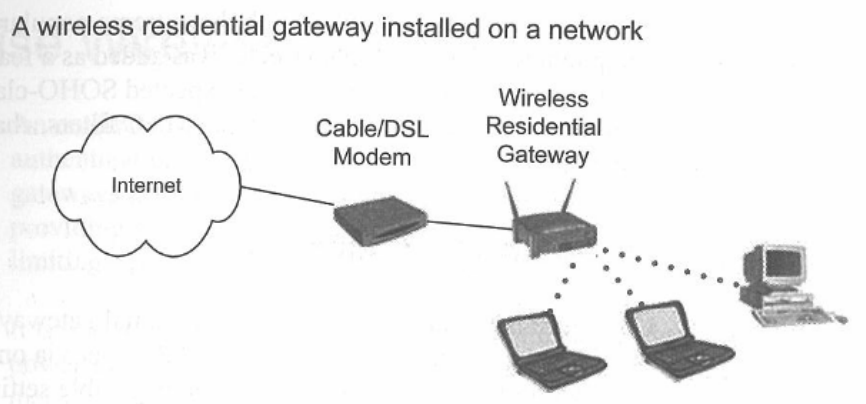 A wireless residential gateway installed on a network
Wireless
Residential
Gateway
Cable/DSL
Modem
Internet